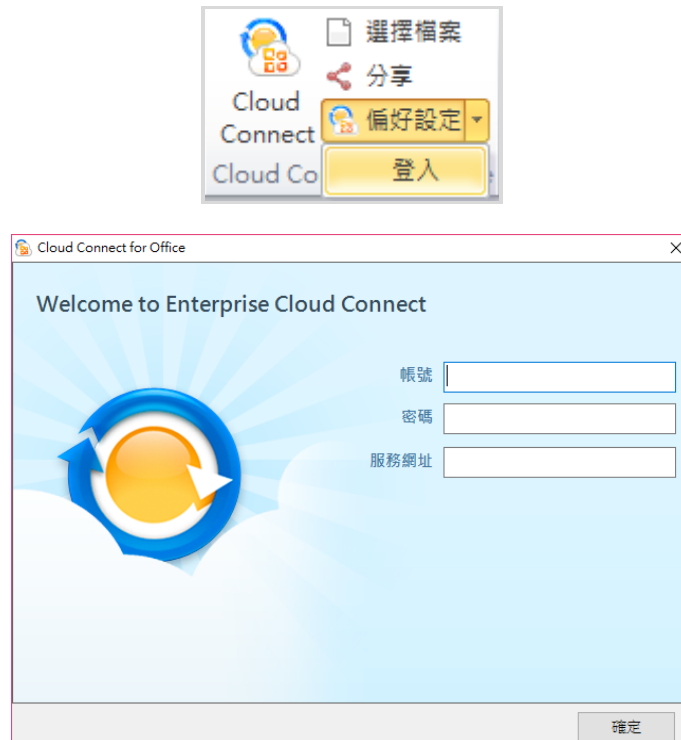 選擇檔案
分享
Cloud
Connect
偏好設定
Cloud Co
登入
Cloud Connect for Office
Welcome to Enterprise Cloud Connect
帳號
密碼
服務網址
確定